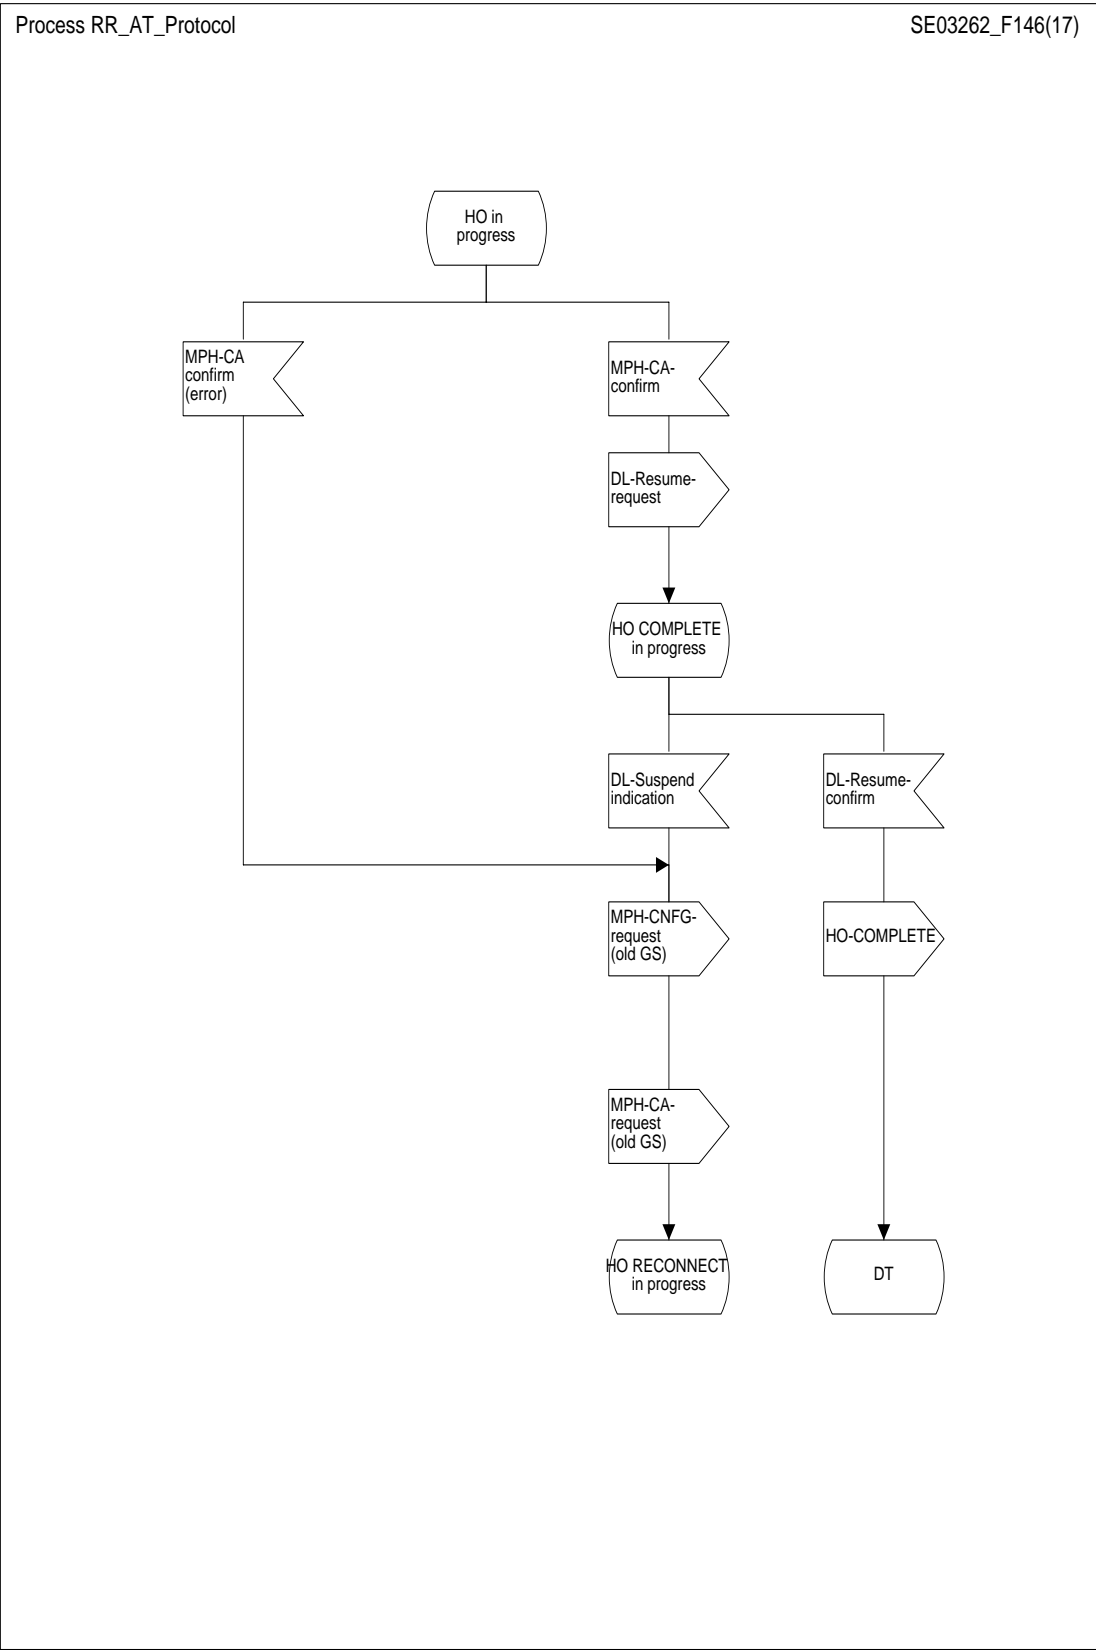 Process RR_AT_Protocol
SE03262_F146(17)
HO in
progress
MPH-CA
confirm
(error)
MPH-CA-
confirm
DL-Resume-
request
HO COMPLETE
in progress
DL-Suspend
indication
DL-Resume-
confirm
MPH-CNFG-
request
(old GS)
HO-COMPLETE
MPH-CA-
request
(old GS)
HO RECONNECT
in progress
DT